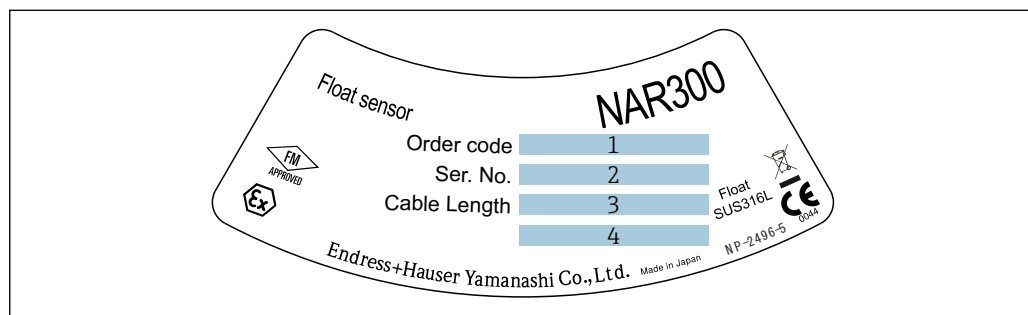 Float sensor
NAR300
Order code 1
Ser. No. 2
Cable Length 3
4
FM
APPROVED
Ex
Float
SUS316L
CE
0044
NP-2496-5
Endress+Hauser Yamanashi Co.,Ltd. Made in Japan